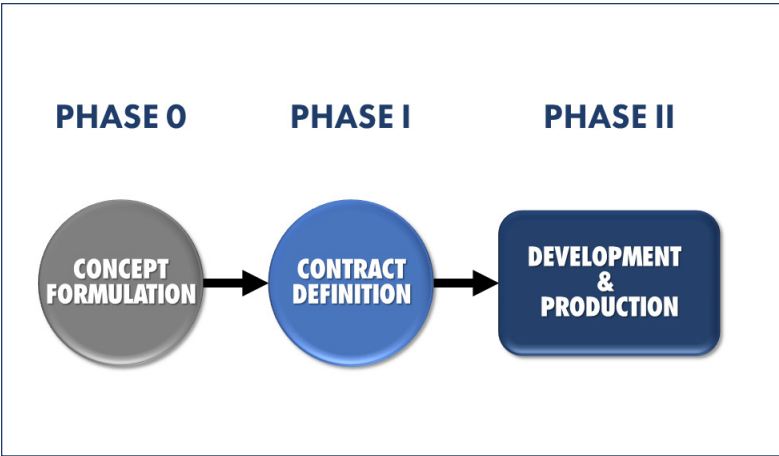 PHASE 0
PHASE I
PHASE II
CONCEPT
FORMULATION
CONTRACT
DEFINITION
DEVELOPMENT
&
PRODUCTION